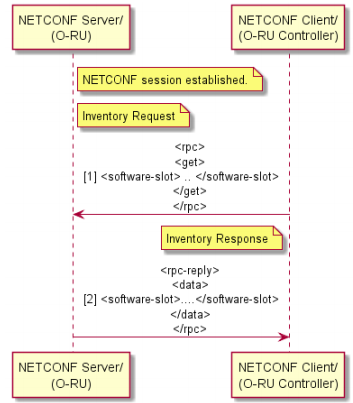 NETCONF Server/
(O-RU)
NETCONF Client/
(O-RU Controller)
NETCONF session established.
Inventory Request
<rpc>
<get>
[1] <software-slot> .. </software-slot>
</get>
</rpc>
Inventory Response
<rpc-reply>
<data>
[2] <software-slot>....</software-slot>
</data>
</rpc>
NETCONF Server/
(O-RU)
NETCONF Client/
(O-RU Controller)